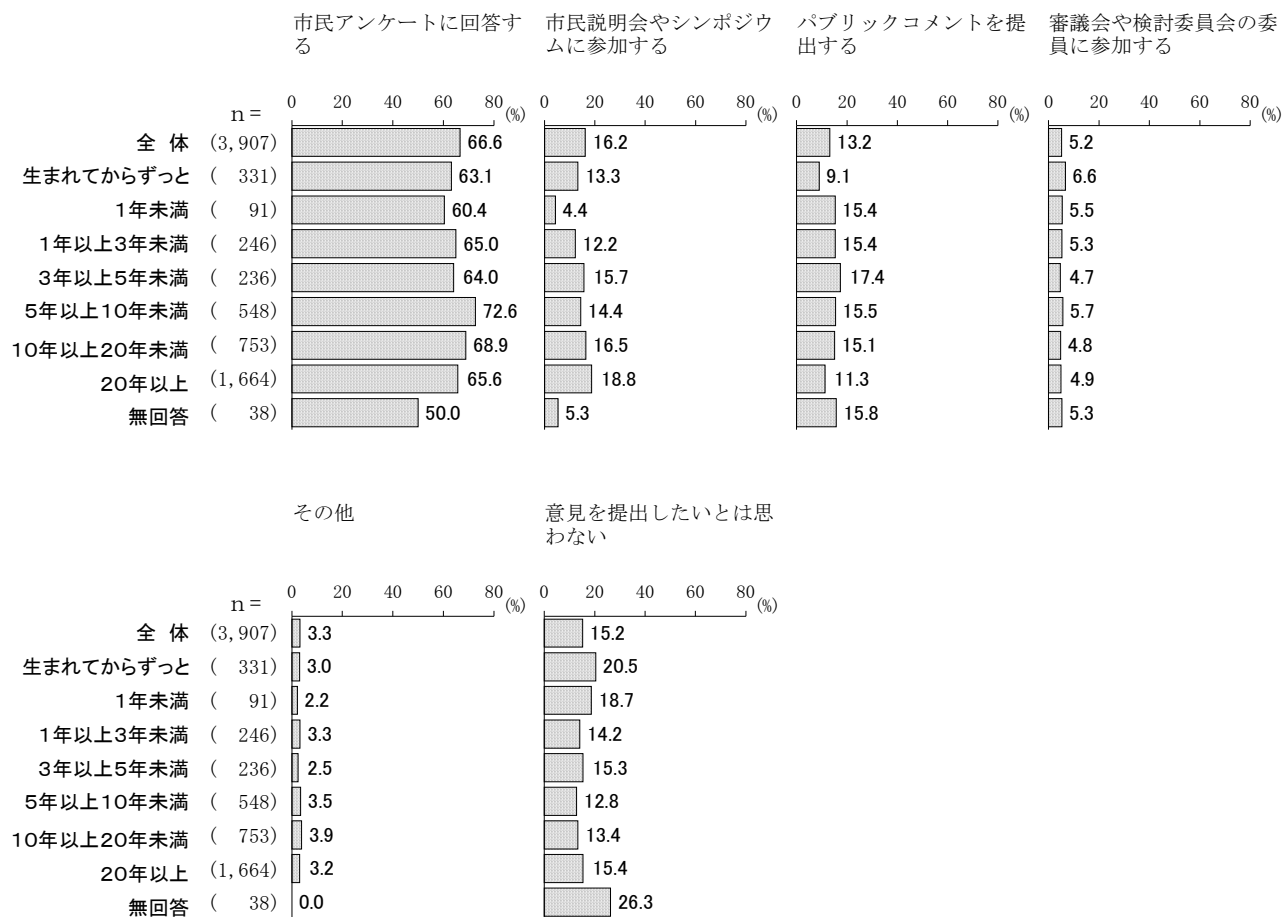 市民アンケートに回答す
る
市民説明会やシンポジウ
ムに参加する
パブリックコメントを提
出する
審議会や検討委員会の委
員に参加する
n = 0 20 40 60 80 (%) 0 20 40 60 80 (%) 0 20 40 60 80 (%) 0 20 40 60 80 (%)
全 体 (3,907) 66.6 16.2 13.2 5.2
生まれてからずっと ( 331) 63.1 13.3 9.1 6.6
1年未満 ( 91) 60.4 4.4 15.4 5.5
1年以上3年未満 ( 246) 65.0 12.2 15.4 5.3
3年以上5年未満 ( 236) 64.0 15.7 17.4 4.7
5年以上10年未満 ( 548) 72.6 14.4 15.5 5.7
10年以上20年未満 ( 753) 68.9 16.5 15.1 4.8
20年以上 (1,664) 65.6 18.8 11.3 4.9
無回答 ( 38) 50.0 5.3 15.8 5.3
その他
意見を提出したいとは思
わない
n = 0 20 40 60 80 (%) 0 20 40 60 80 (%)
全 体 (3,907) 3.3 15.2
生まれてからずっと ( 331) 3.0 20.5
1年未満 ( 91) 2.2 18.7
1年以上3年未満 ( 246) 3.3 14.2
3年以上5年未満 ( 236) 2.5 15.3
5年以上10年未満 ( 548) 3.5 12.8
10年以上20年未満 ( 753) 3.9 13.4
20年以上 (1,664) 3.2 15.4
無回答 ( 38) 0.0 26.3